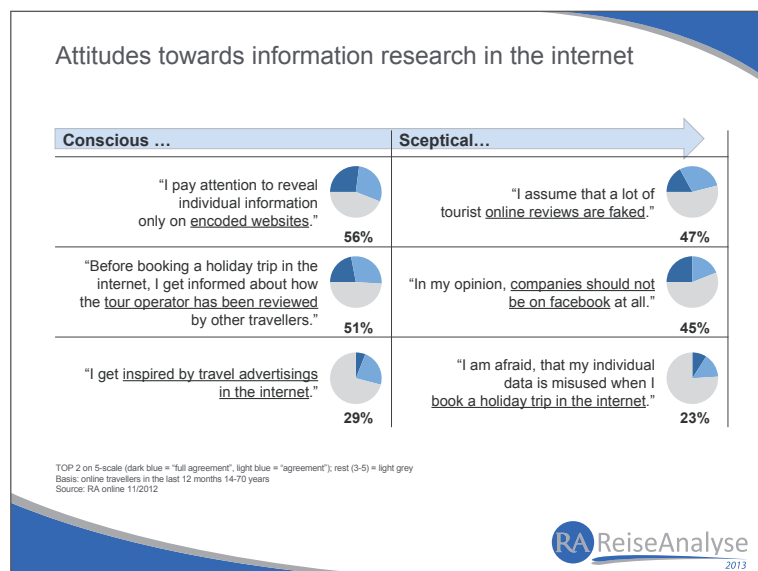 Attitudes towards information research in the internet
Conscious …
Sceptical…
“I pay attention to reveal
individual information
only on encoded websites.”
56%
“I assume that a lot of
tourist online reviews are faked.”
47%
“Before booking a holiday trip in the
internet, I get informed about how
the tour operator has been reviewed
by other travellers.”
51%
“In my opinion, companies should not
be on facebook at all.”
45%
“I get inspired by travel advertisings
in the internet.”
29%
“I am afraid, that my individual
data is misused when I
book a holiday trip in the internet.”
23%
TOP 2 on 5-scale (dark blue = “full agreement”, light blue = “agreement”); rest (3-5) = light grey
Basis: online travellers in the last 12 months 14-70 years
Source: RA online 11/2012
RA ReiseAnalyse
2013